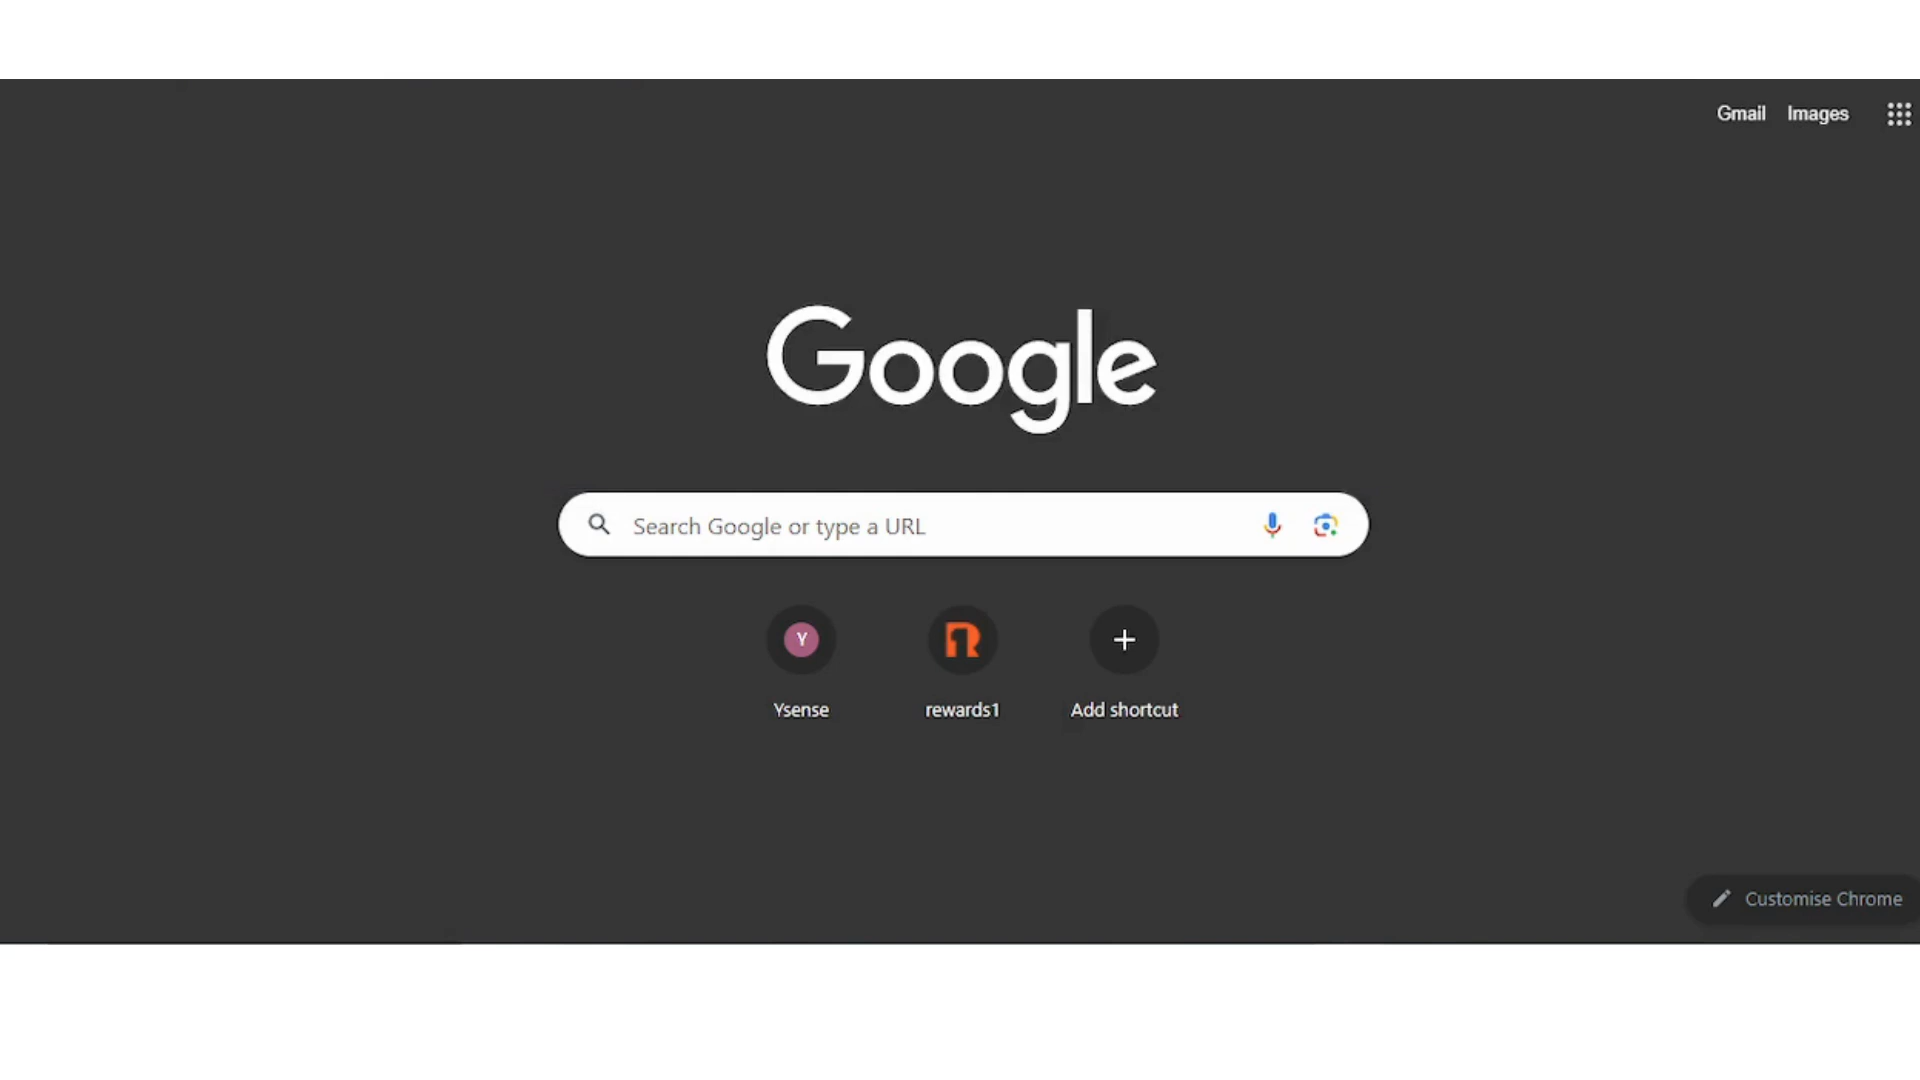 Gmail Images
Google
Search Google or type a URL
Y
Ysense rewards1 Add shortcut
Customise Chrome